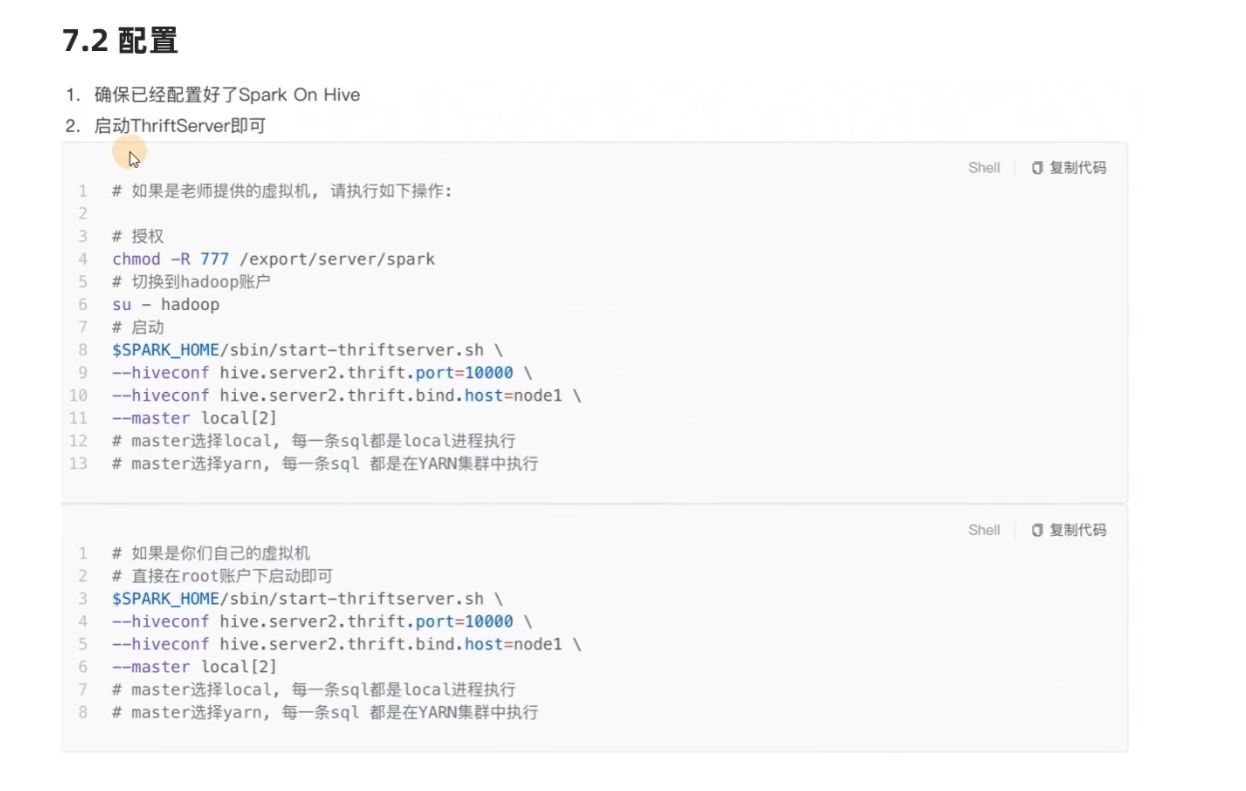 7.2 配置
1. 确保已经配置好了Spark On Hive
2. 启动ThriftServer即可
Shell 复制代码
1 # 如果是老师提供的虚拟机, 请执行如下操作:
2
3 # 授权
4 chmod -R 777 /export/server/spark
5 # 切换到hadoop账户
6 su - hadoop
7 # 启动
8 $SPARK_HOME/sbin/start-thriftserver.sh \
9 --hiveconf hive.server2.thrift.port=10000 \
10 --hiveconf hive.server2.thrift.bind.host=node1 \
11 --master local[2]
12 # master选择local, 每一条sql都是local进程执行
13 # master选择yarn, 每一条sql 都是在YARN集群中执行
Shell 复制代码
1 # 如果是你们自己的虚拟机
2 # 直接在root账户下启动即可
3 $SPARK_HOME/sbin/start-thriftserver.sh \
4 --hiveconf hive.server2.thrift.port=10000 \
5 --hiveconf hive.server2.thrift.bind.host=node1 \
6 --master local[2]
7 # master选择local, 每一条sql都是local进程执行
8 # master选择yarn, 每一条sql 都是在YARN集群中执行